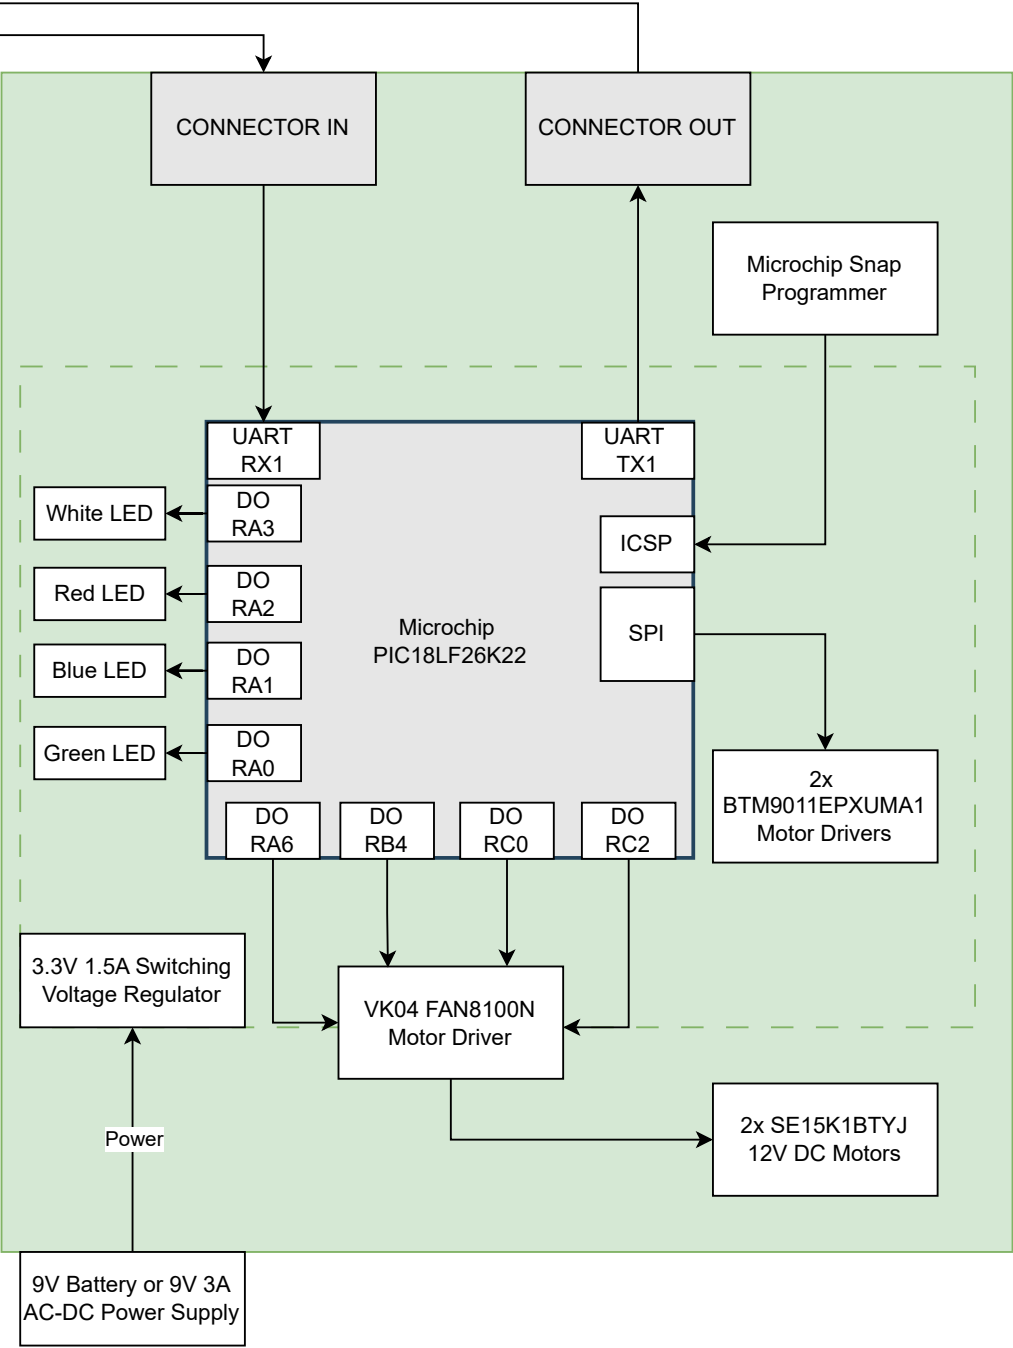 CONNECTOR IN
CONNECTOR OUT
Microchip Snap
Programmer
UART
RX1
UART
TX1
DO
RA3
White LED
ICSP
DO
RA2
Red LED
SPI
Microchip
PIC18LF26K22
DO
RA1
Blue LED
DO
RA0
Green LED
2x
BTM9011EPXUMA1
Motor Drivers
DO
RA6
DO
RB4
DO
RC0
DO
RC2
3.3V 1.5A Switching
Voltage Regulator
VK04 FAN8100N
Motor Driver
Power
2x SE15K1BTYJ
12V DC Motors
9V Battery or 9V 3A
AC-DC Power Supply